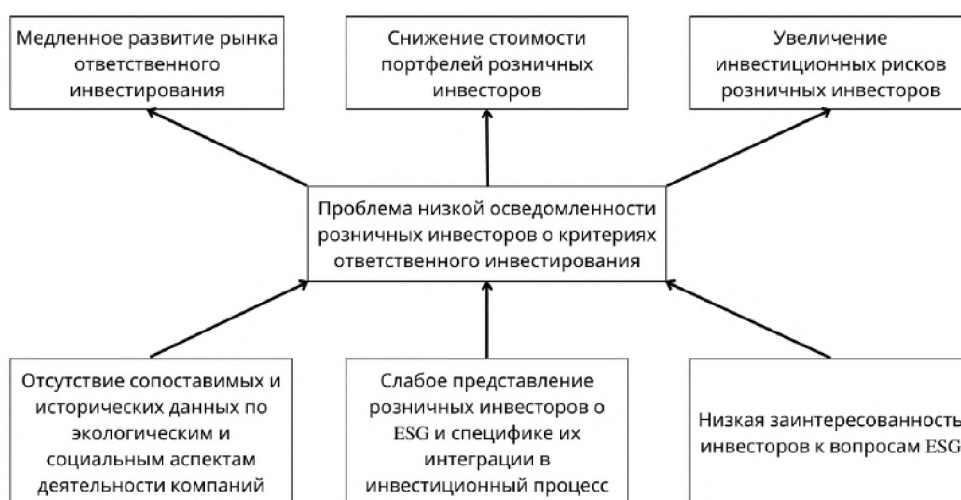 Медленное развитие рынка
ответственного
инвестирования
Снижение стоимости
портфелей розничных
инвесторов
Увеличение
инвестиционных рисков
розничных инвесторов
Проблема низкой осведомленности
розничных инвесторов о критериях
ответственного инвестирования
Отсутствие сопоставимых и
исторических данных по
экологическим и
социальным аспектам
деятельности компаний
Слабое представление
розничных инвесторов о
ESG и специфике их
интеграции в
инвестиционный процесс
Низкая заинтересованность
инвесторов к вопросам ESG